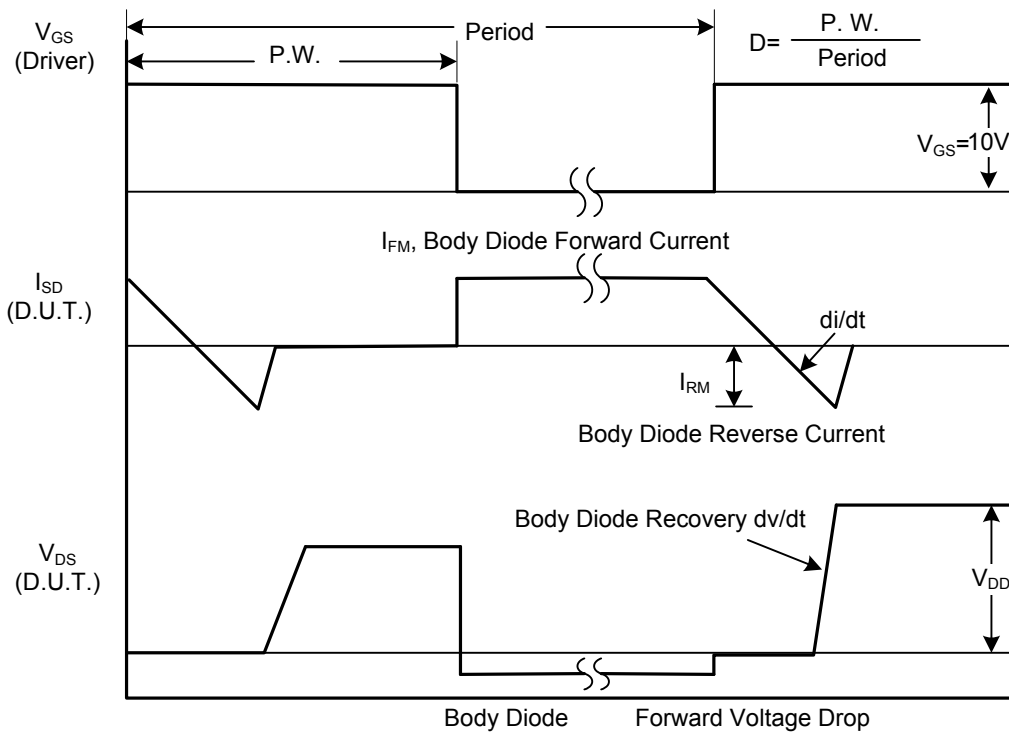 VGS
(Driver)
Period
P.W.
D= P. W.
Period
VGS=10V
IFM, Body Diode Forward Current
ISD
(D.U.T.)
di/dt
IRM
Body Diode Reverse Current
Body Diode Recovery dv/dt
VDS
(D.U.T.)
VDD
Body Diode Forward Voltage Drop